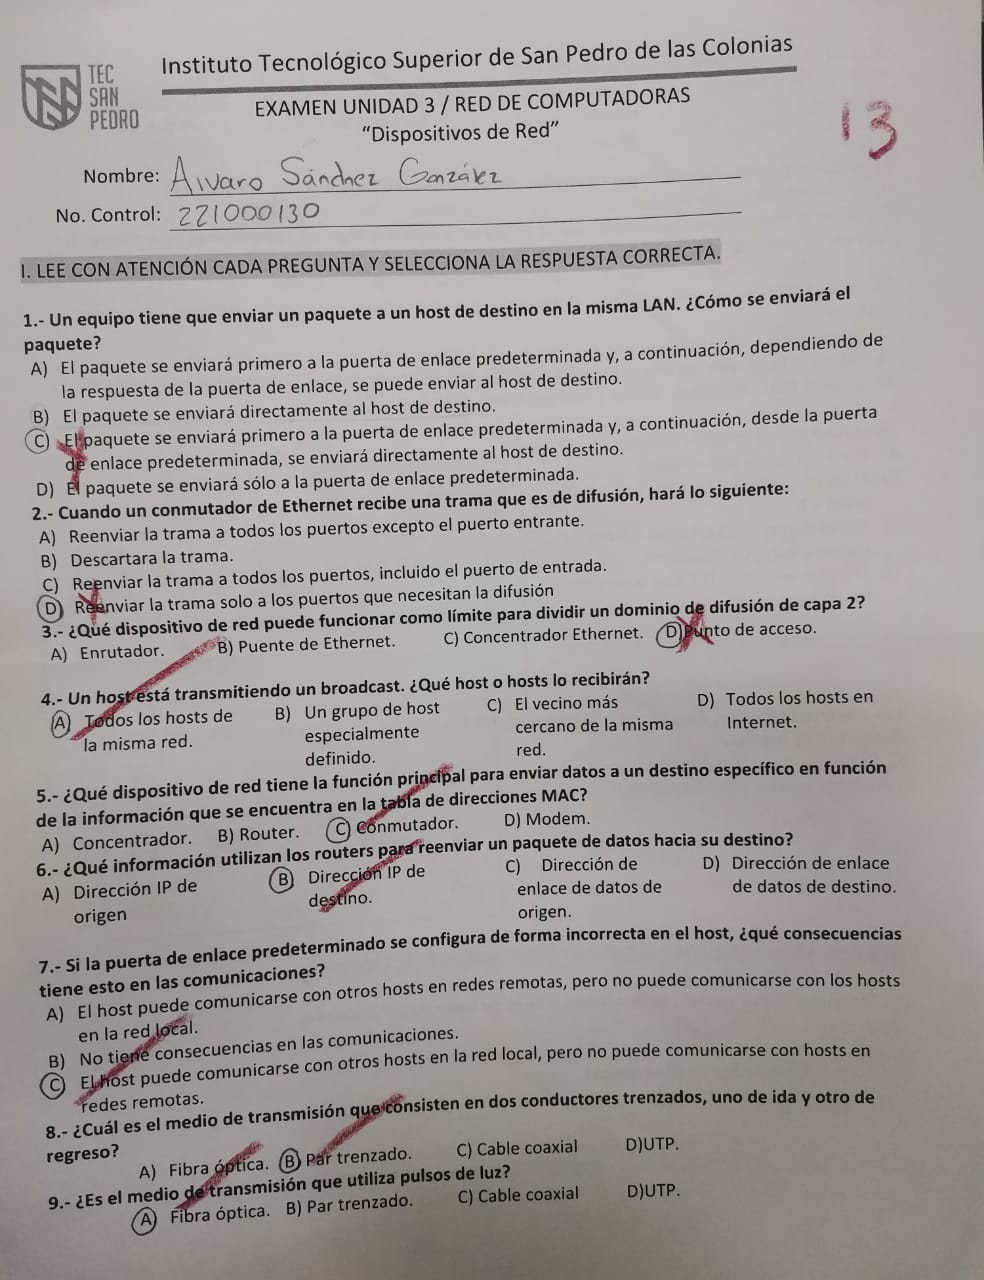 TEC
SAN
PEDRO
Instituto Tecnológico Superior de San Pedro de las Colonias
EXAMEN UNIDAD 3 / RED DE COMPUTADORAS
“Dispositivos de Red”
13
Nombre: Alvaro Sánchez González
No. Control: 221000130
I. LEE CON ATENCIÓN CADA PREGUNTA Y SELECCIONA LA RESPUESTA CORRECTA.
1.- Un equipo tiene que enviar un paquete a un host de destino en la misma LAN. ¿Cómo se enviará el
paquete?
A) El paquete se enviará primero a la puerta de enlace predeterminada y, a continuación, dependiendo de
la respuesta de la puerta de enlace, se puede enviar al host de destino.
B) El paquete se enviará directamente al host de destino.
C) El paquete se enviará primero a la puerta de enlace predeterminada y, a continuación, desde la puerta
de enlace predeterminada, se enviará directamente al host de destino.
D) El paquete se enviará sólo a la puerta de enlace predeterminada.
2.- Cuando un conmutador de Ethernet recibe una trama que es de difusión, hará lo siguiente:
A) Reenviar la trama a todos los puertos excepto el puerto entrante.
B) Descartara la trama.
C) Reenviar la trama a todos los puertos, incluido el puerto de entrada.
D) Reenviar la trama solo a los puertos que necesitan la difusión
3.- ¿Qué dispositivo de red puede funcionar como límite para dividir un dominio de difusión de capa 2?
A) Enrutador. B) Puente de Ethernet. C) Concentrador Ethernet. D)Punto de acceso.
4.- Un host está transmitiendo un broadcast. ¿Qué host o hosts lo recibirán?
A) Todos los hosts de B) Un grupo de host C) El vecino más D) Todos los hosts en
la misma red. especialmente cercano de la misma Internet.
definido. red.
5.- ¿Qué dispositivo de red tiene la función principal para enviar datos a un destino específico en función
de la información que se encuentra en la tabla de direcciones MAC?
A) Concentrador. B) Router. C) Conmutador. D) Modem.
6.- ¿Qué información utilizan los routers para reenviar un paquete de datos hacia su destino?
A) Dirección IP de B) Dirección IP de C) Dirección de D) Dirección de enlace
origen destino. enlace de datos de de datos de destino.
origen.
7.- Si la puerta de enlace predeterminado se configura de forma incorrecta en el host, ¿qué consecuencias
tiene esto en las comunicaciones?
A) El host puede comunicarse con otros hosts en redes remotas, pero no puede comunicarse con los hosts
en la red local.
B) No tiene consecuencias en las comunicaciones.
C) El host puede comunicarse con otros hosts en la red local, pero no puede comunicarse con hosts en
redes remotas.
8.- ¿Cuál es el medio de transmisión que consisten en dos conductores trenzados, uno de ida y otro de
regreso?
A) Fibra óptica. B) Par trenzado. C) Cable coaxial D)UTP.
9.- ¿Es el medio de transmisión que utiliza pulsos de luz?
A) Fibra óptica. B) Par trenzado. C) Cable coaxial D)UTP.